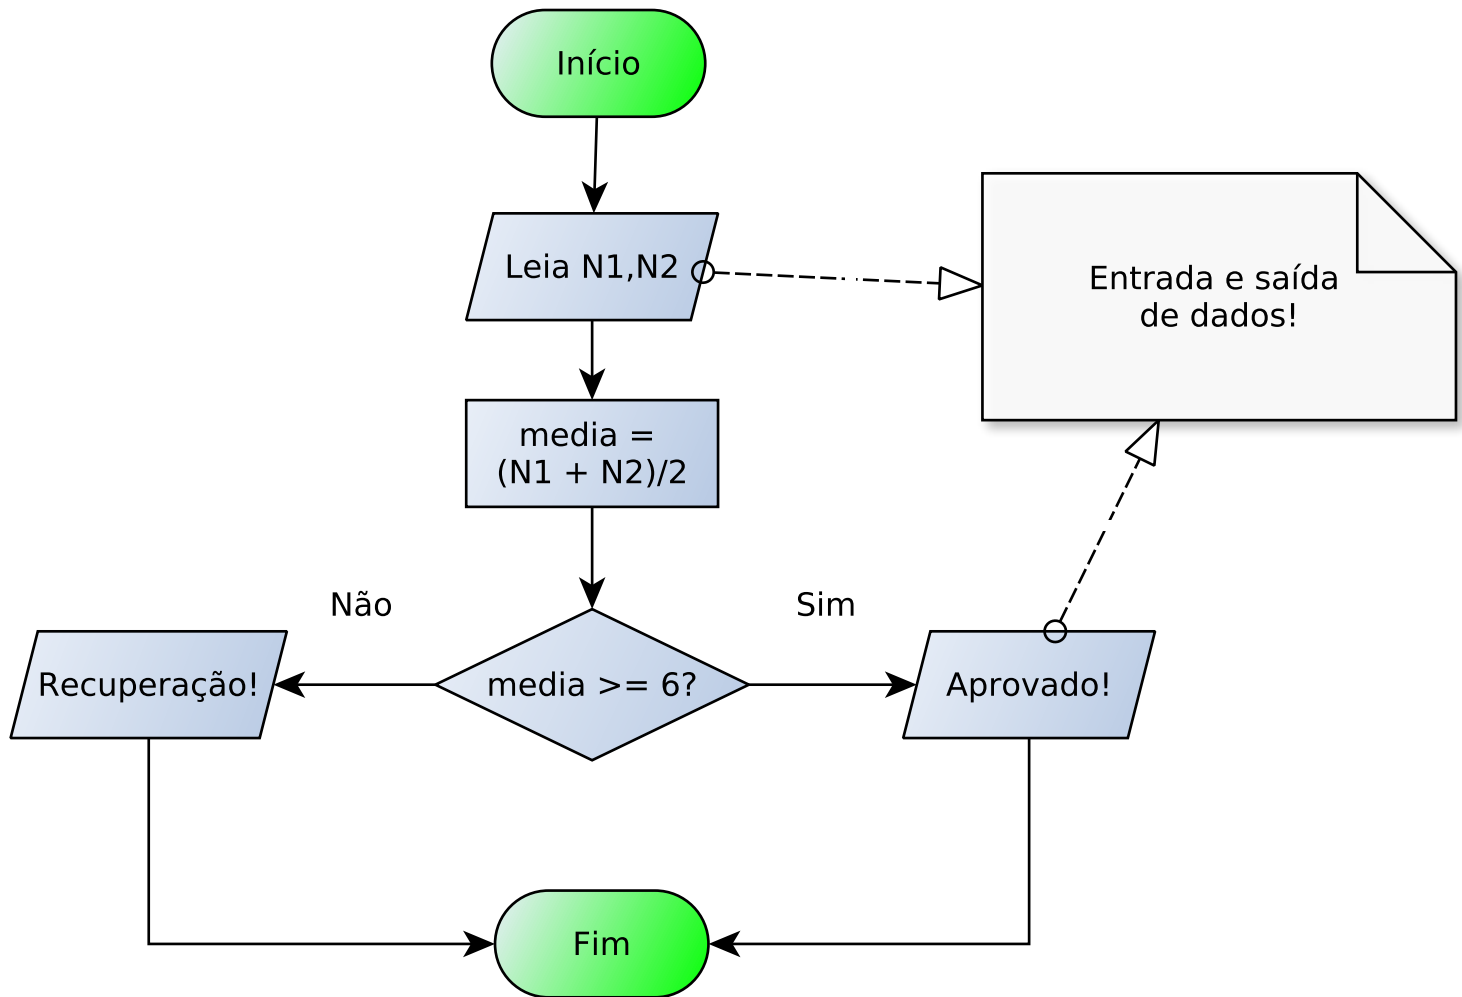 Início
Leia N1,N2
Entrada e saída
de dados!
media =
(N1 + N2)/2
Não
Sim
Recuperação!
media >= 6?
Aprovado!
Fim